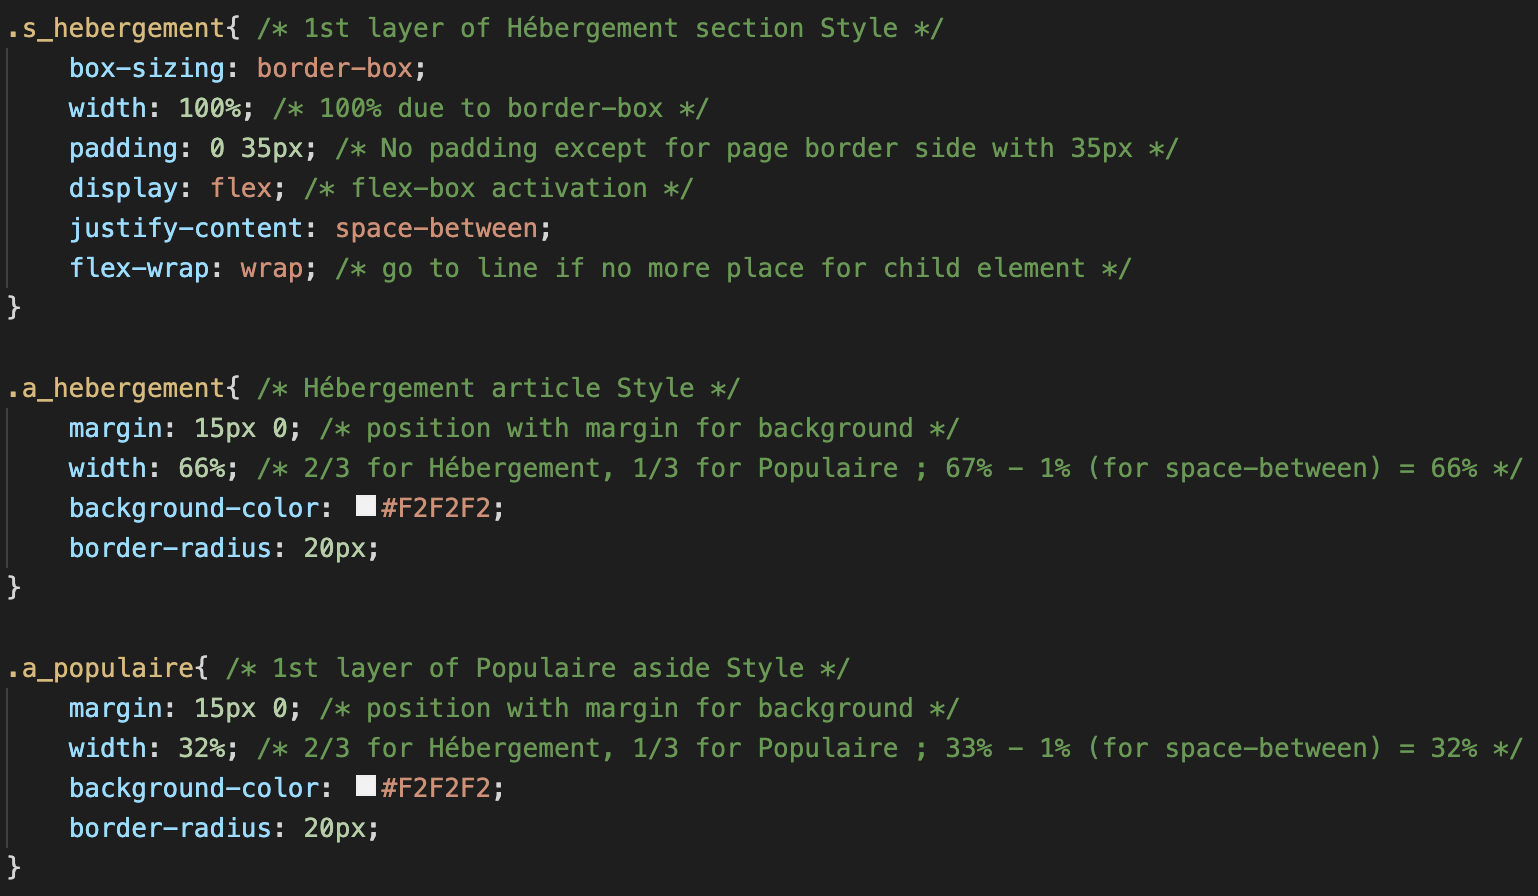 .s_hebergement{ /* 1st layer of Hébergement section Style */
    box-sizing: border-box;
    width: 100%; /* 100% due to border-box */
    padding: 0 35px; /* No padding except for page border side with 35px */
    display: flex; /* flex-box activation */
    justify-content: space-between;
    flex-wrap: wrap; /* go to line if no more place for child element */
}

.a_hebergement{ /* Hébergement article Style */
    margin: 15px 0; /* position with margin for background */
    width: 66%; /* 2/3 for Hébergement, 1/3 for Populaire ; 67% - 1% (for space-between) = 66% */
    background-color: #F2F2F2;
    border-radius: 20px;
}

.a_populaire{ /* 1st layer of Populaire aside Style */
    margin: 15px 0; /* position with margin for background */
    width: 32%; /* 2/3 for Hébergement, 1/3 for Populaire ; 33% - 1% (for space-between) = 32% */
    background-color: #F2F2F2;
    border-radius: 20px;
}